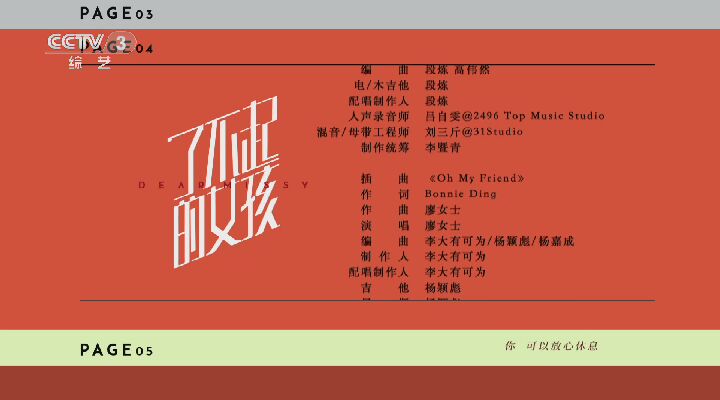 PAGE03
CCTV 3
综艺
PAGE04
编 曲 段炼 高伟然
电/木吉他 段炼
配唱制作人 段炼
人声录音师 吕自雯@2496 Top Music Studio
混音/母带工程师 刘三斤@31Studio
制作统筹 李暨青
了不起
的女孩
DEAR MISSY
插 曲 《Oh My Friend》
作 词 Bonnie Ding
作 曲 廖女士
演 唱 廖女士
编 曲 李大有可为/杨颖彪/杨嘉成
制 作 人 李大有可为
配唱制作人 李大有可为
吉 他 杨颖彪
PAGE05
你 可以放心休息